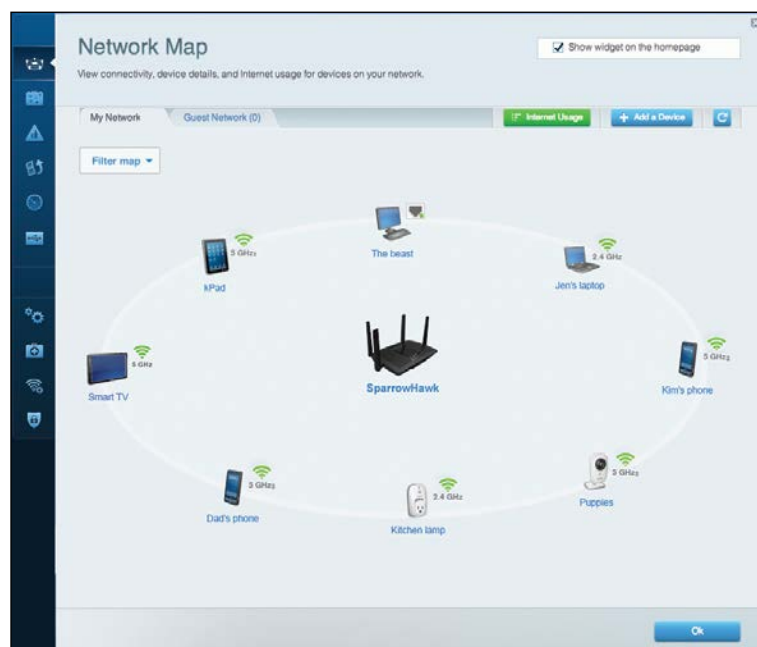 Network Map
Show widget on the homepage
View connectivity, device details, and Internet usage for devices on your network.
My Network
Guest Network (0)
Internet Usage
Add a Device
Filter map
The beast
5 GHz
kPad
2.4 GHz
Jen's laptop
5 GHz
Smart TV
SparrowHawk
5 GHz
Kim's phone
5 GHz
Dad's phone
2.4 GHz
Kitchen lamp
5 GHz
Puppies
Ok